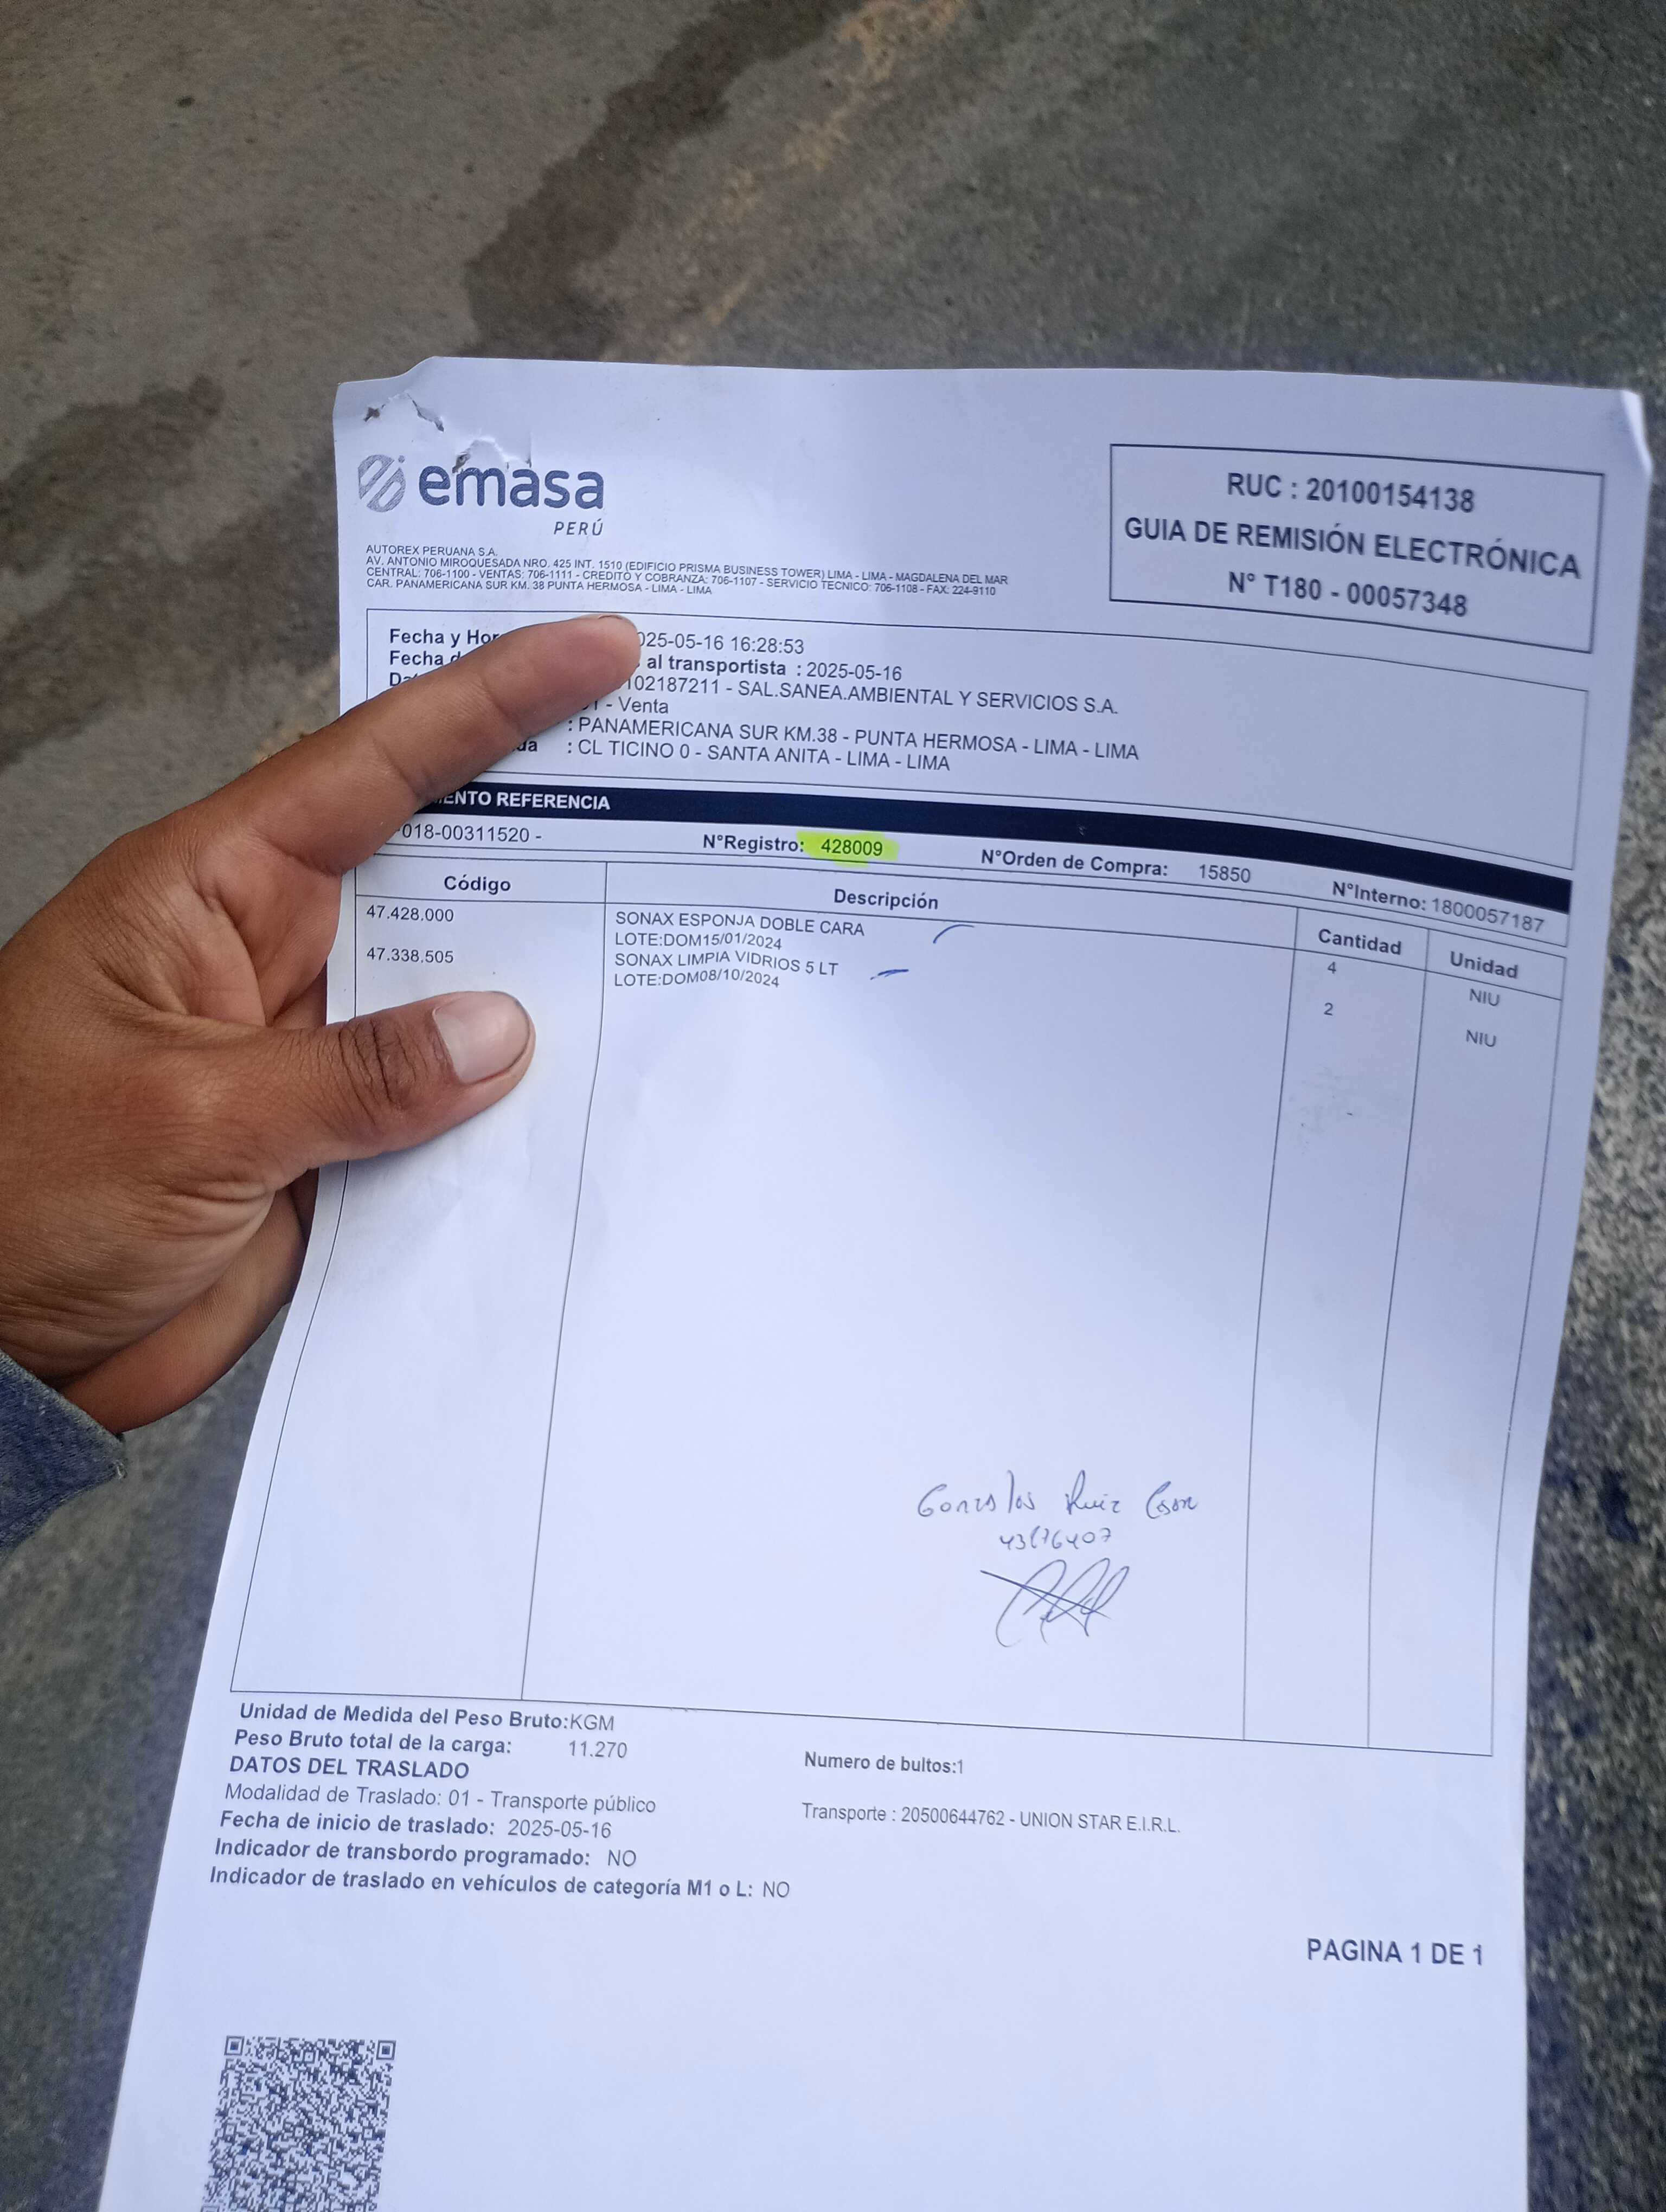 emasa
PERÚ
AUTOREX PERUANA S.A.
AV. ANTONIO MIROQUESADA NRO. 425 INT. 1510 (EDIFICIO PRISMA BUSINESS TOWER) LIMA - LIMA - MAGDALENA DEL MAR
CENTRAL: 706-1100 - VENTAS: 706-1111 - CREDITO Y COBRANZA: 706-1107 - SERVICIO TECNICO: 706-1108 - FAX: 224-9110
CAR. PANAMERICANA SUR KM. 38 PUNTA HERMOSA - LIMA - LIMA
RUC : 20100154138
GUIA DE REMISIÓN ELECTRÓNICA
N° T180 - 00057348
Fecha y Hor 025-05-16 16:28:53
Fecha al transportista : 2025-05-16
102187211 - SAL.SANEA.AMBIENTAL Y SERVICIOS S.A.
- Venta
: PANAMERICANA SUR KM.38 - PUNTA HERMOSA - LIMA - LIMA
: CL TICINO 0 - SANTA ANITA - LIMA - LIMA
ENTO REFERENCIA
-018-00311520 - N°Registro: 428009 N°Orden de Compra: 15850 N°Interno: 1800057187
Código Descripción Cantidad Unidad
47.428.000 SONAX ESPONJA DOBLE CARA 4 NIU
LOTE:DOM15/01/2024
47.338.505 SONAX LIMPIA VIDRIOS 5 LT 2 NIU
LOTE:DOM08/10/2024
Ruiz
Unidad de Medida del Peso Bruto:KGM
Peso Bruto total de la carga: 11.270 Numero de bultos:1
DATOS DEL TRASLADO
Modalidad de Traslado: 01 - Transporte público Transporte : 20500644762 - UNION STAR E.I.R.L.
Fecha de inicio de traslado: 2025-05-16
Indicador de transbordo programado: NO
Indicador de traslado en vehículos de categoría M1 o L: NO
PAGINA 1 DE 1